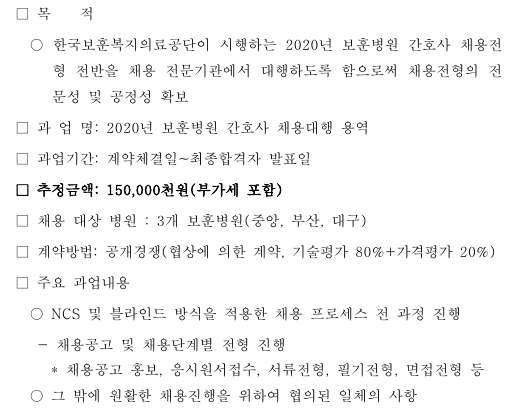 □ 목 적
○ 한국보훈복지의료공단이 시행하는 2020년 보훈병원 간호사 채용전
형 전반을 채용 전문기관에서 대행하도록 함으로써 채용전형의 전
문성 및 공정성 확보
□ 과 업 명: 2020년 보훈병원 간호사 채용대행 용역
□ 과업기간: 계약체결일~최종합격자 발표일
□ 추정금액: 150,000천원(부가세 포함)
□ 채용 대상 병원 : 3개 보훈병원(중앙, 부산, 대구)
□ 계약방법: 공개경쟁(협상에 의한 계약, 기술평가 80%+가격평가 20%)
□ 주요 과업내용
○ NCS 및 블라인드 방식을 적용한 채용 프로세스 전 과정 진행
- 채용공고 및 채용단계별 전형 진행
* 채용공고 홍보, 응시원서접수, 서류전형, 필기전형, 면접전형 등
○ 그 밖에 원활한 채용진행을 위하여 협의된 일체의 사항